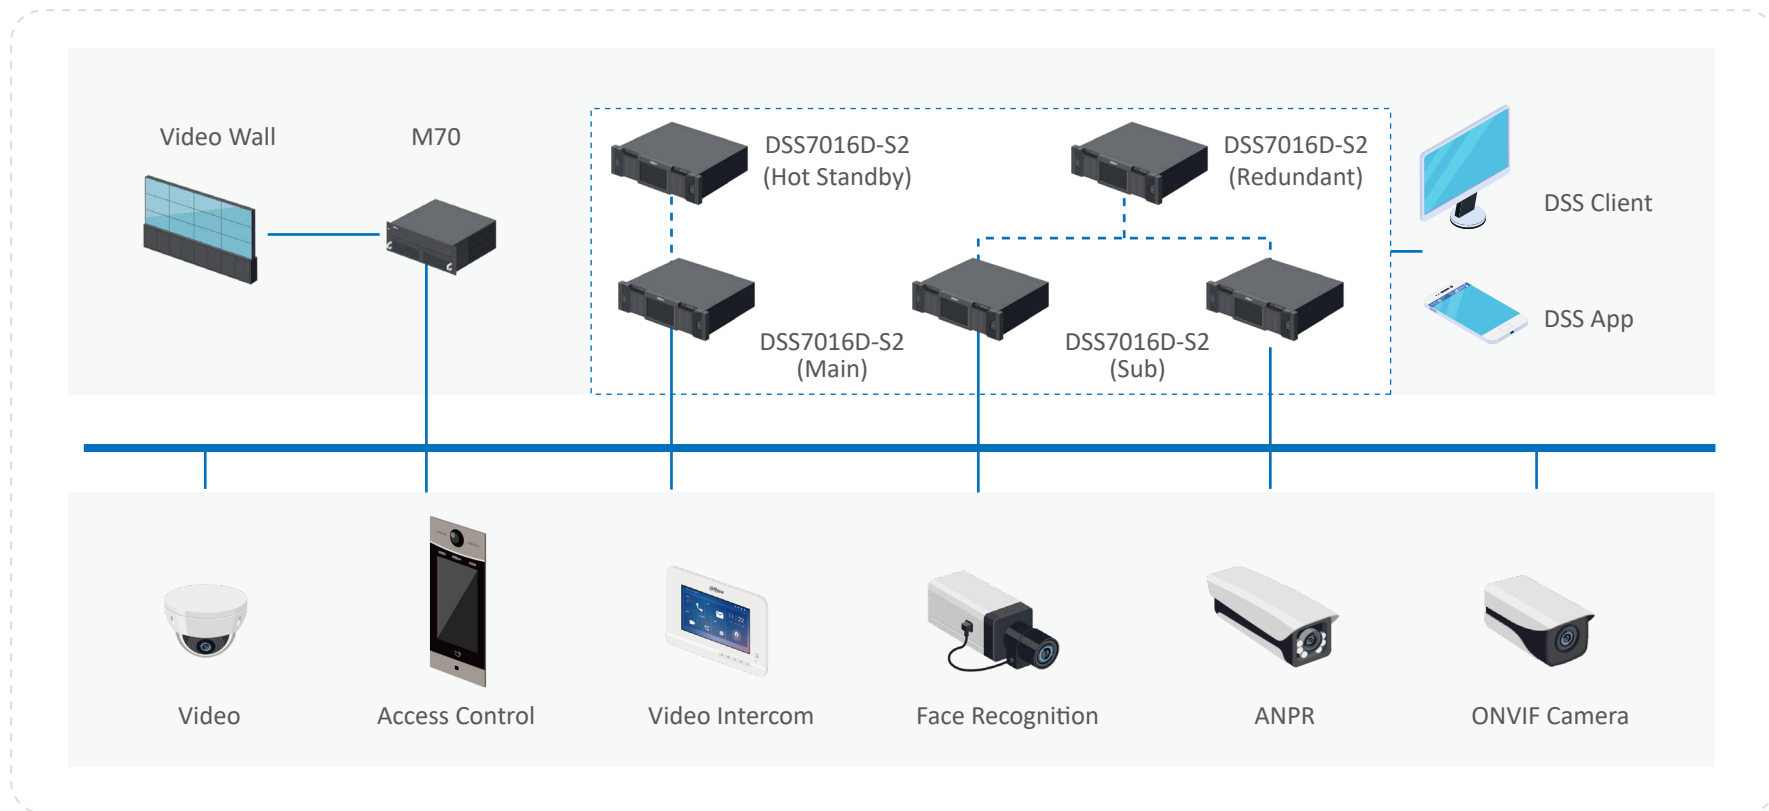 Video Wall
M70
DSS7016D-S2
(Hot Standby)
DSS7016D-S2
(Redundant)
DSS Client
DSS App
DSS7016D-S2
(Main)
DSS7016D-S2
(Sub)
Video
Access Control
Video Intercom
Face Recognition
ANPR
ONVIF Camera